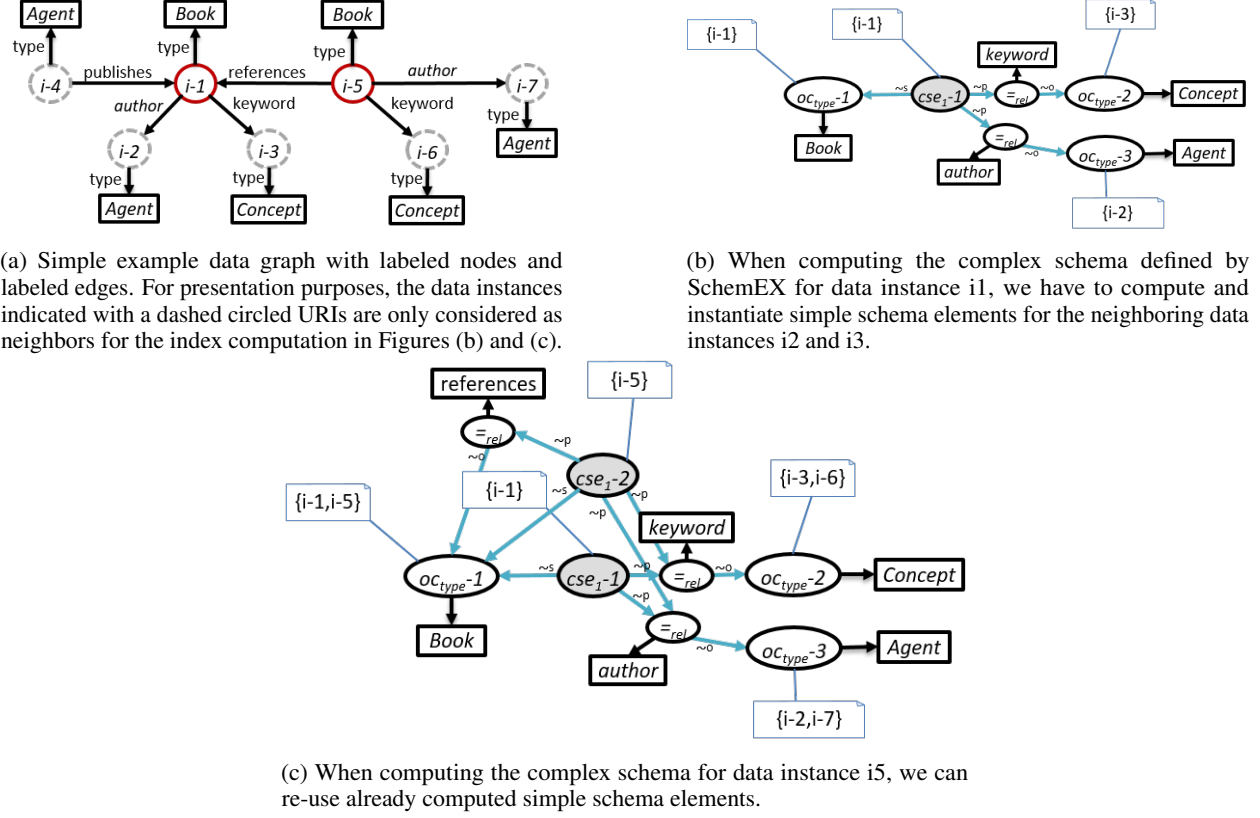 Agent
Book
Book
type
type
type
i-4
publishes
i-1
references
i-5
author
i-7
author
keyword
keyword
type
i-2
i-3
i-6
Agent
type
type
type
Agent
Concept
Concept
(a) Simple example data graph with labeled nodes and
labeled edges. For presentation purposes, the data instances
indicated with a dashed circled URIs are only considered as
neighbors for the index computation in Figures (b) and (c).
{i-1}
{i-1}
{i-3}
keyword
oc_type-1
~s
cse_1-1
~p
=rel
~o
oc_type-2
Concept
~p
Book
=rel
~o
oc_type-3
Agent
author
{i-2}
(b) When computing the complex schema defined by
SchemEX for data instance i1, we have to compute and
instantiate simple schema elements for the neighboring data
instances i2 and i3.
references
{i-5}
=rel
~p
~o
cse_1-2
{i-3,i-6}
{i-1,i-5}
{i-1}
~s
~p
~p
keyword
oc_type-1
~s
cse_1-1
~p
=rel
~o
oc_type-2
Concept
~p
Book
=rel
~o
oc_type-3
Agent
author
{i-2,i-7}
(c) When computing the complex schema for data instance i5, we can
re-use already computed simple schema elements.